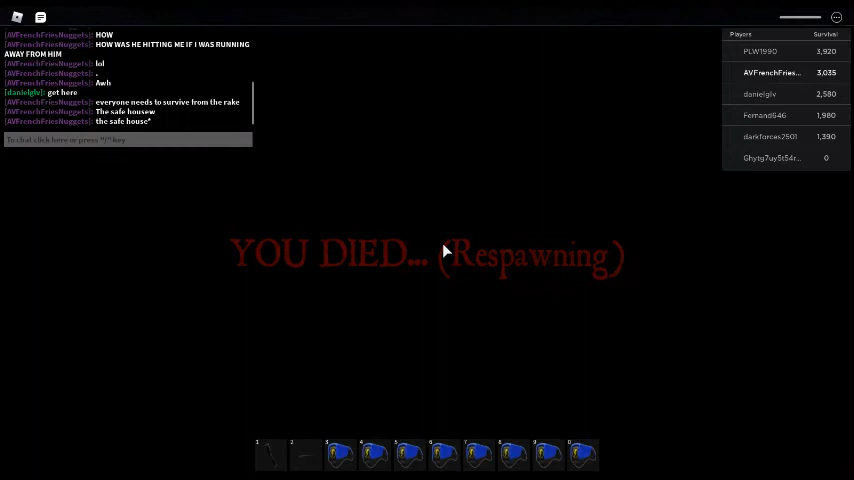 [AVFrenchFriesNuggets]: HOW
[AVFrenchFriesNuggets]: HOW WAS HE HITTING ME IF I WAS RUNNING
AWAY FROM HIM
[AVFrenchFriesNuggets]: lol
[AVFrenchFriesNuggets]: .
[AVFrenchFriesNuggets]: Awh
[danielglv]: get here
[AVFrenchFriesNuggets]: everyone needs to survive from the rake
[AVFrenchFriesNuggets]: The safe housew
[AVFrenchFriesNuggets]: the safe house*
To chat click here or press "/" key
Players Survival
PLW1990 3,920
AVFrenchFries... 3,035
danielglv 2,580
Fernand646 1,980
darkforces2501 1,390
Ghytg7uy5t54r... 0
YOU DIED... (Respawning)
1 2 3 4 5 6 7 8 9 0